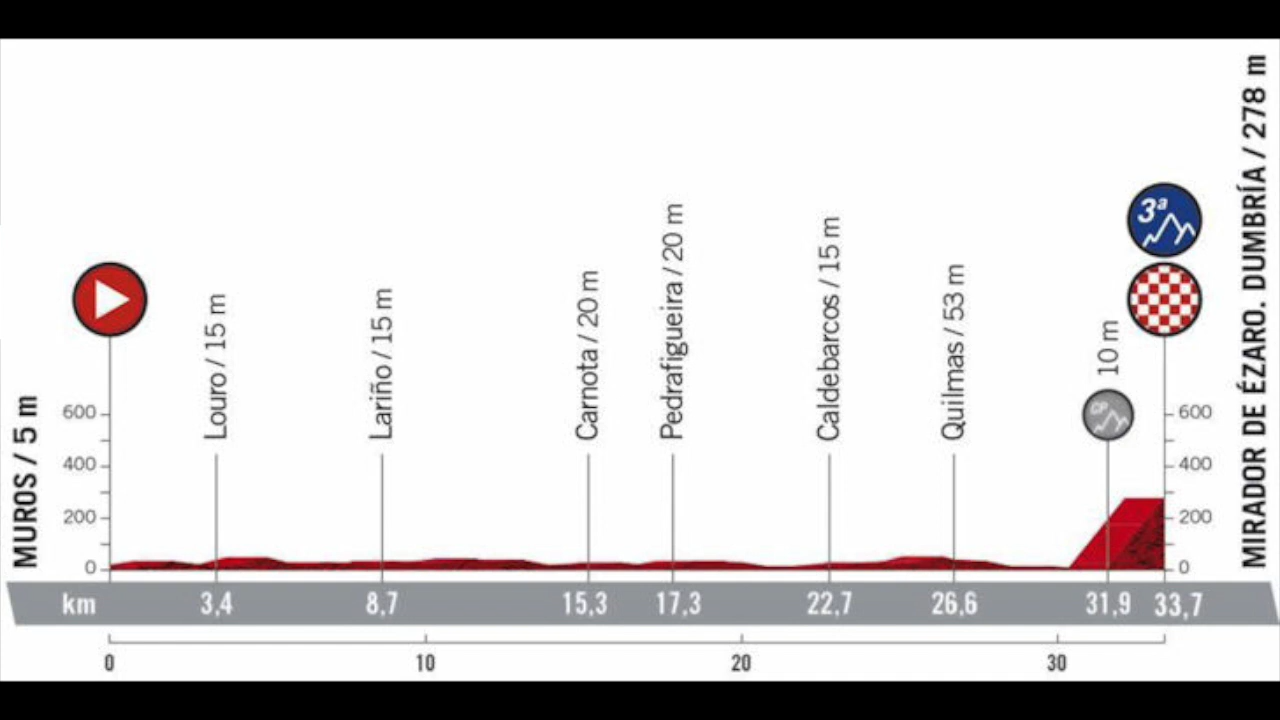 MUROS / 5 m
Louro / 15 m
Lariño / 15 m
Carnota / 20 m
Pedrafigueira / 20 m
Caldebarcos / 15 m
Quilmas / 53 m
10 m
CP
3ª
MIRADOR DE ÉZARO. DUMBRÍA / 278 m
600
400
200
0
600
400
200
0
km 3,4 8,7 15,3 17,3 22,7 26,6 31,9 33,7
0 10 20 30